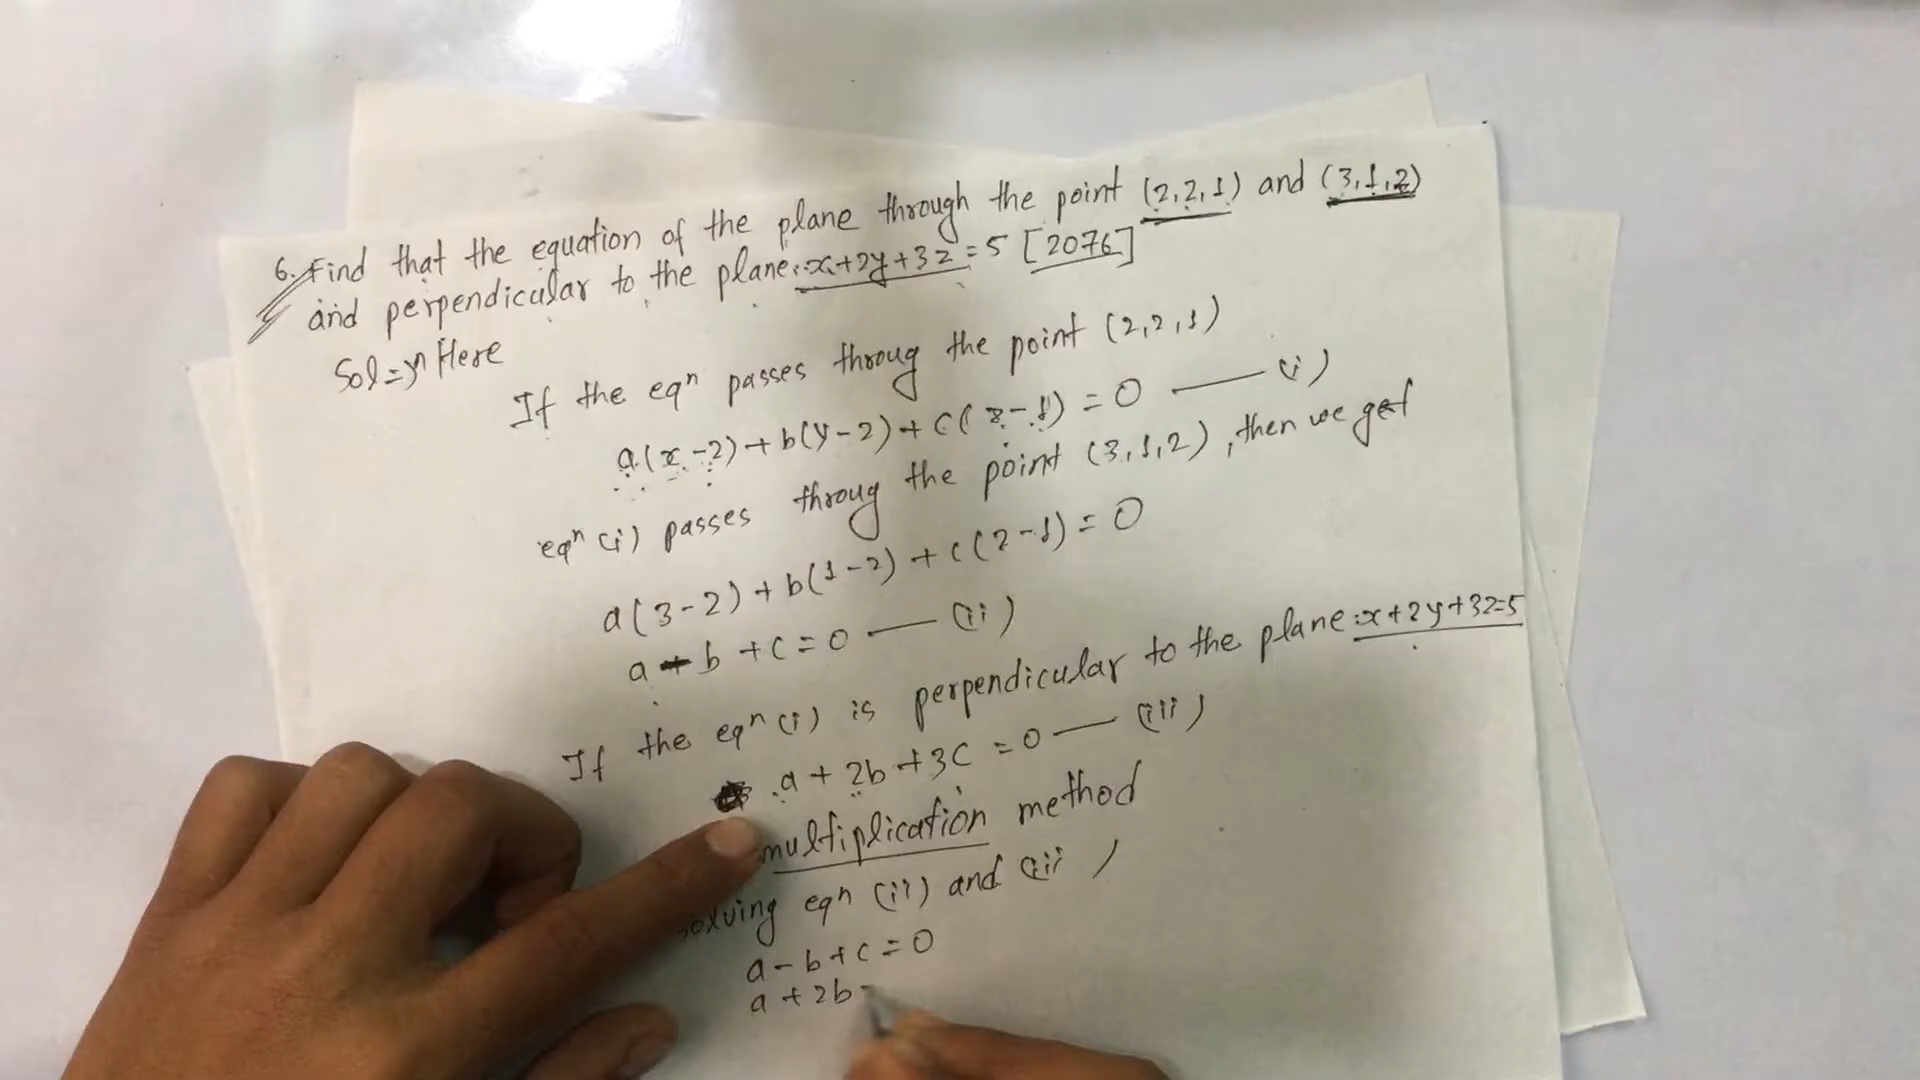 6. Find that the equation of the plane through the point (2,2,1) and (3,1,2)
and perpendicular to the plane: x+2y+3z=5 [2076]
Sol=yⁿ Here
If the eqⁿ passes throug the point (2,2,1)
a(x-2)+b(y-2)+c(z-1)=0 — (i)
eqⁿ (i) passes throug the point (3,1,2), then we get
a(3-2)+b(1-2)+c(2-1)=0
a-b+c=0 — (ii)
If the eqⁿ (i) is perpendicular to the plane: x+2y+3z=5
a+2b+3c=0 — (iii)
multiplication method
solving eqⁿ (ii) and (iii)
a-b+c=0
a+2b